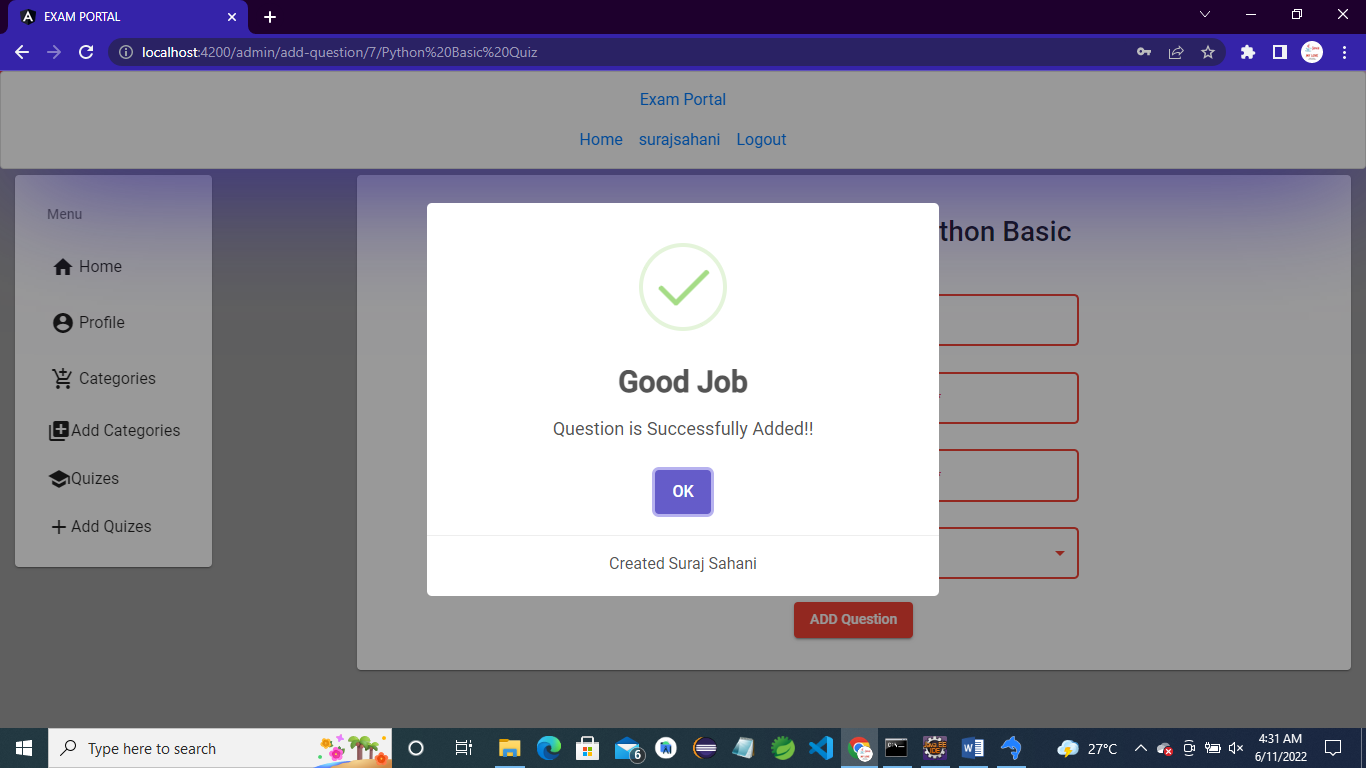 EXAM PORTAL
localhost:4200/admin/add-question/7/Python%20Basic%20Quiz
Exam Portal
Home surajsahani Logout
Menu
Home
Profile
Categories
Add Categories
Quizes
Add Quizes
thon Basic
*
*
Good Job
Question is Successfully Added!!
OK
Created Suraj Sahani
ADD Question
Type here to search
6
27°C
4:31 AM
6/11/2022